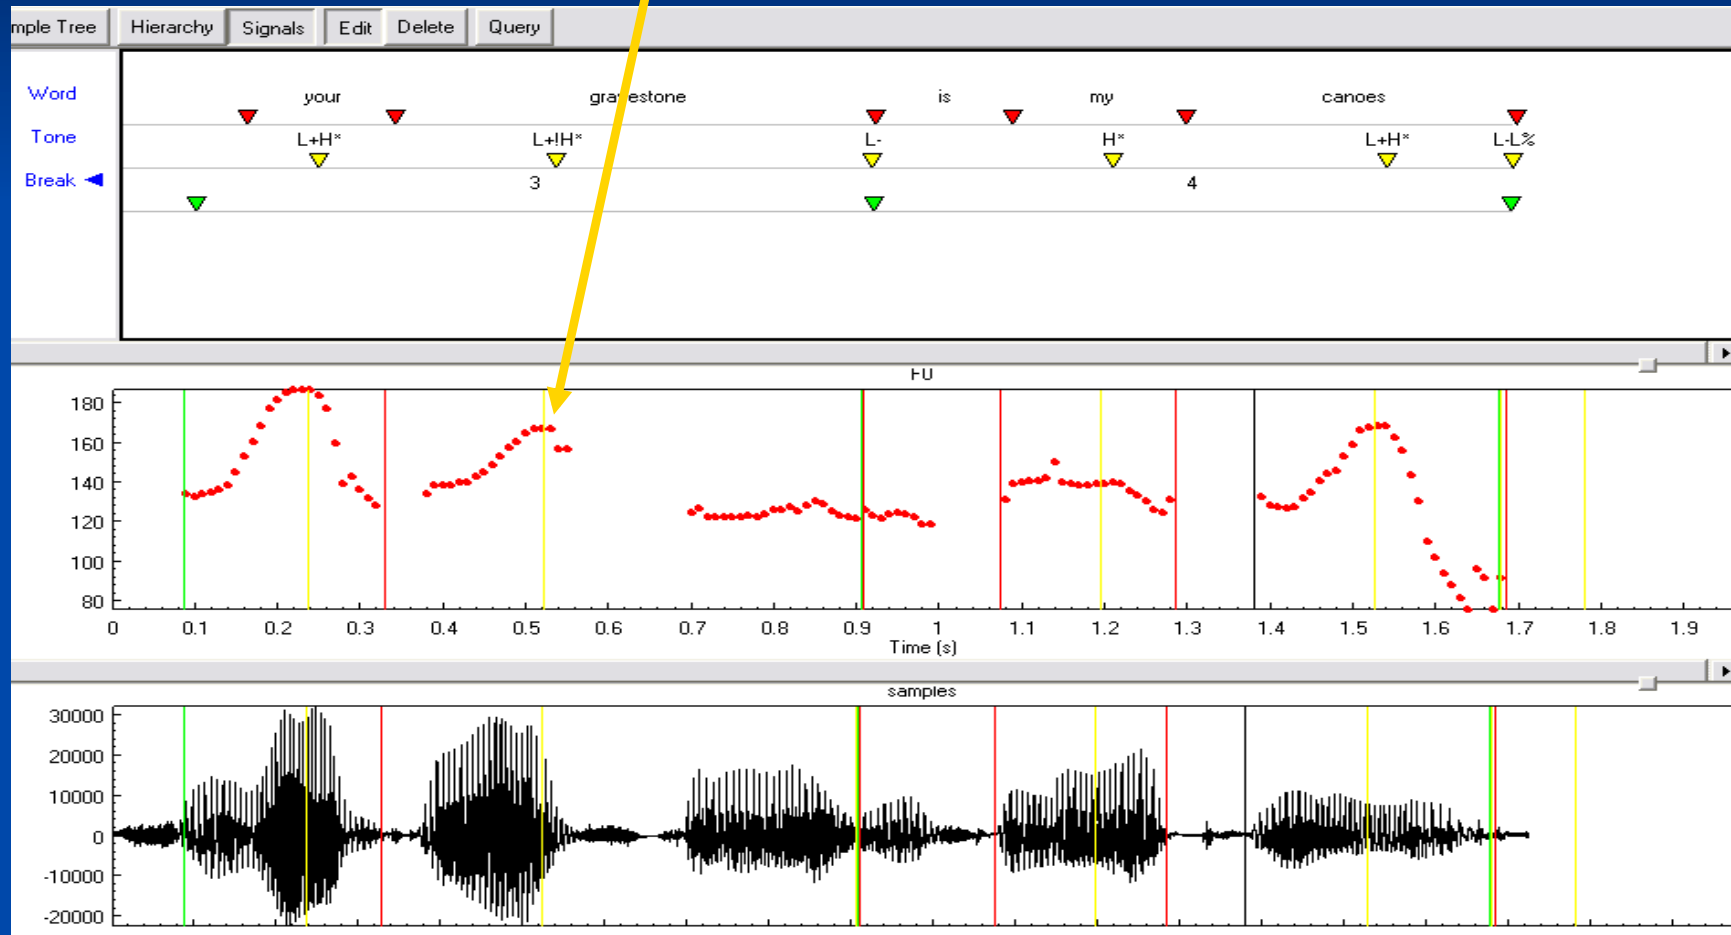 mple Tree Hierarchy Signals Edit Delete Query
Word your gravestone is my canoes
Tone L+H* L+!H* L- H* L+H* L-L%
Break 3 4
F0
180
160
140
120
100
80
0 0.1 0.2 0.3 0.4 0.5 0.6 0.7 0.8 0.9 1 1.1 1.2 1.3 1.4 1.5 1.6 1.7 1.8 1.9
Time (s)
samples
30000
20000
10000
0
-10000
-20000